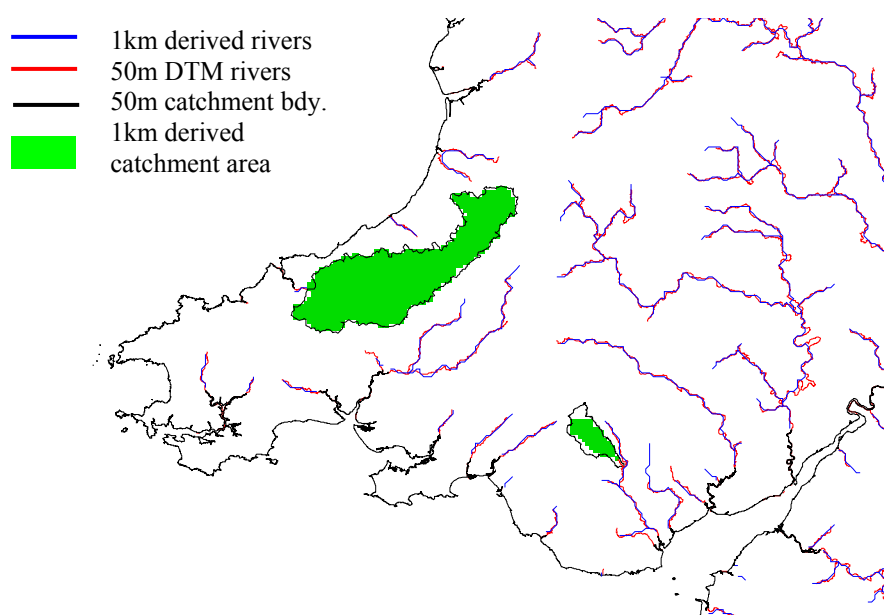 1km derived rivers
50m DTM rivers
50m catchment bdy.
1km derived
catchment area